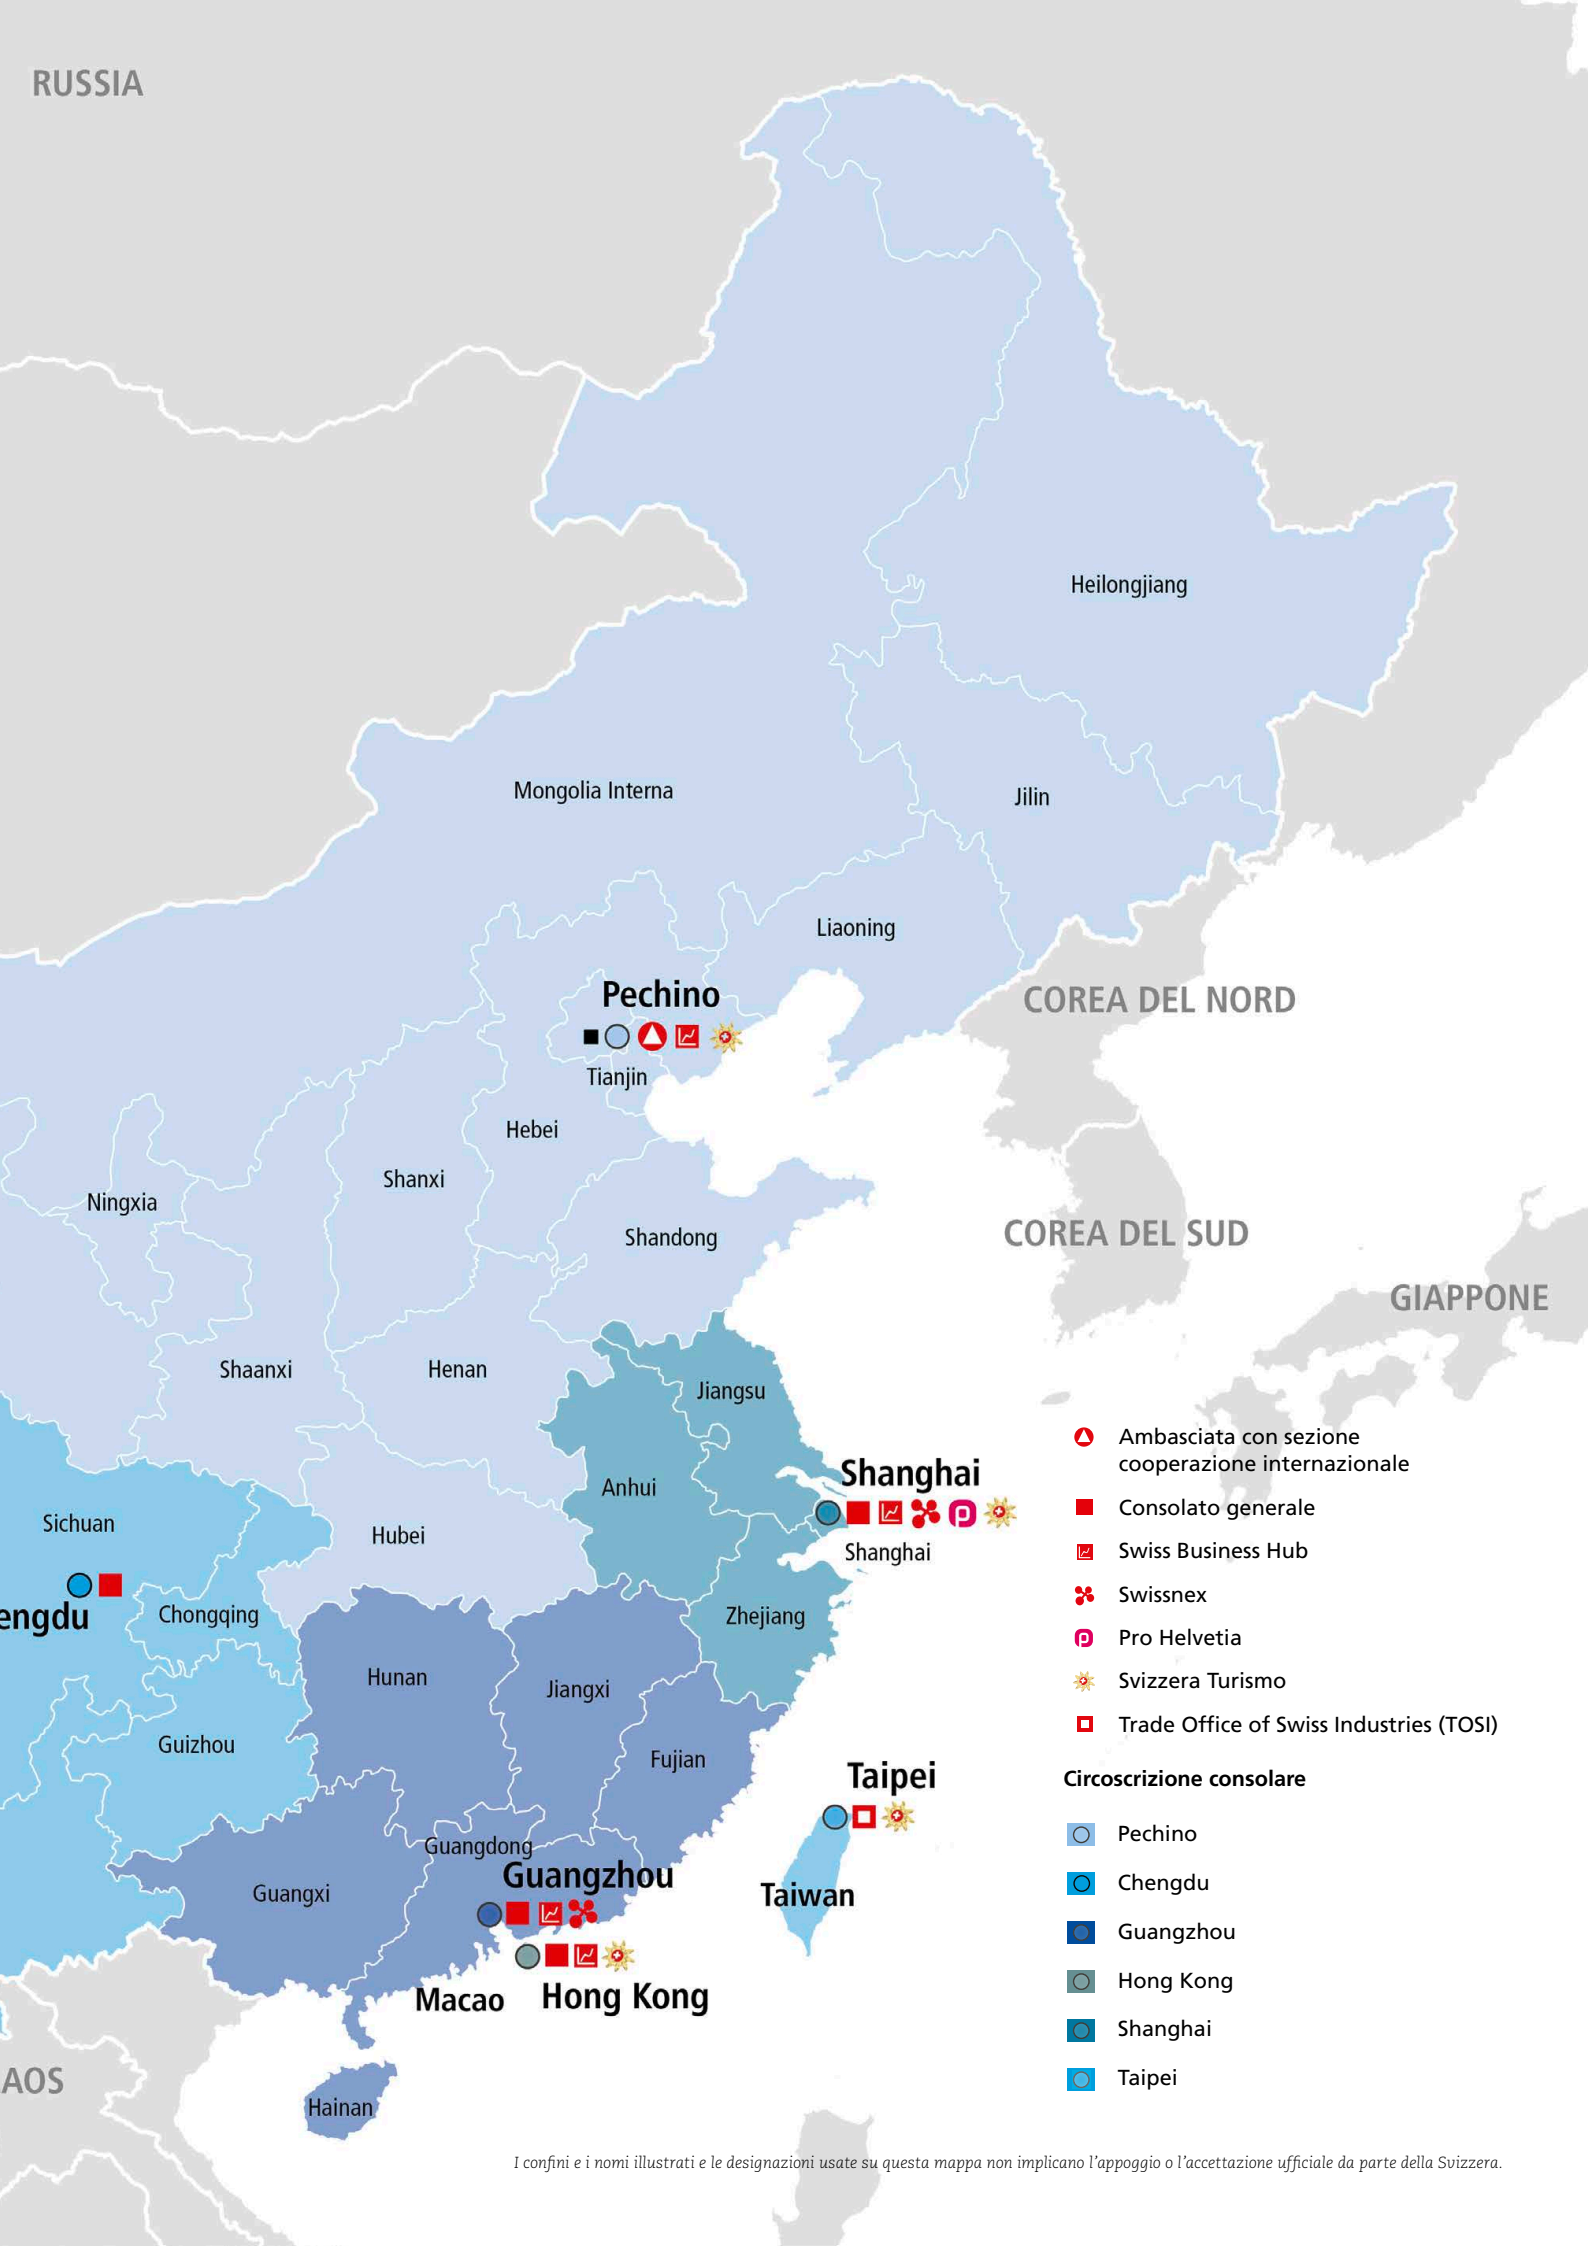 RUSSIA
Heilongjiang
Mongolia Interna
Jilin
Liaoning
Pechino
COREA DEL NORD
Tianjin
Hebei
Shanxi
Ningxia
Shandong
COREA DEL SUD
GIAPPONE
Shaanxi
Henan
Jiangsu
Anhui
Shanghai
Sichuan
Hubei
Shanghai
engdu
Chongqing
Zhejiang
Hunan
Jiangxi
Guizhou
Fujian
Taipei
Guangdong
Guangzhou
Guangxi
Taiwan
Macao
Hong Kong
AOS
Hainan
Ambasciata con sezione
cooperazione internazionale
Consolato generale
Swiss Business Hub
Swissnex
Pro Helvetia
Svizzera Turismo
Trade Office of Swiss Industries (TOSI)
Circoscrizione consolare
Pechino
Chengdu
Guangzhou
Hong Kong
Shanghai
Taipei
I confini e i nomi illustrati e le designazioni usate su questa mappa non implicano l'appoggio o l'accettazione ufficiale da parte della Svizzera.